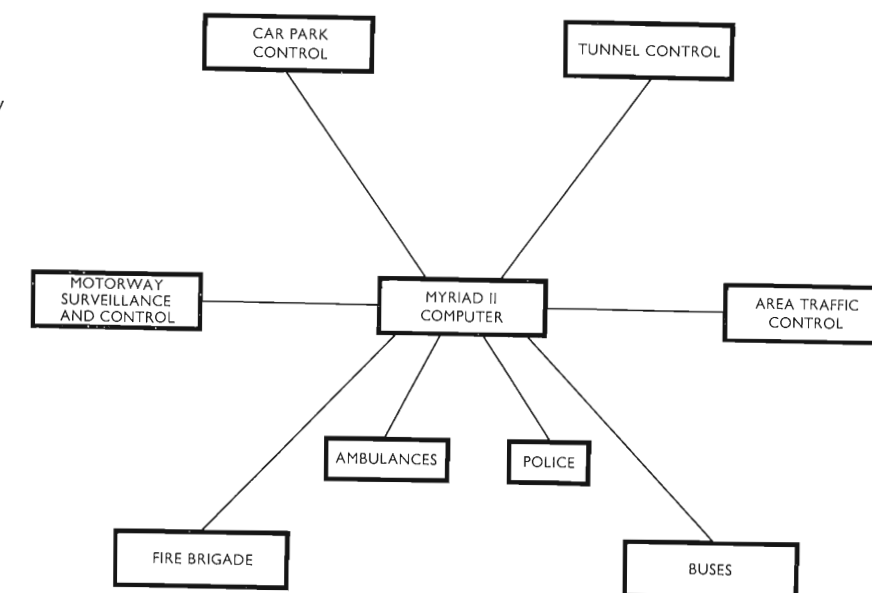 CAR PARK
CONTROL
TUNNEL CONTROL
MOTORWAY
SURVEILLANCE
AND CONTROL
MYRIAD II
COMPUTER
AREA TRAFFIC
CONTROL
AMBULANCES
POLICE
FIRE BRIGADE
BUSES